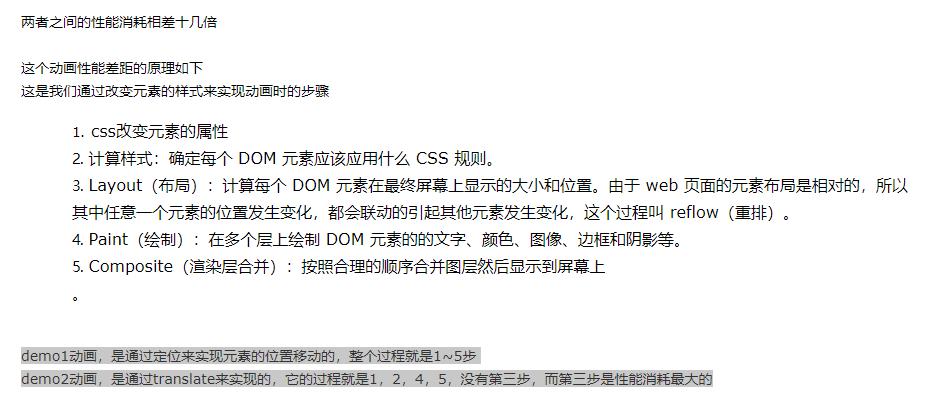 两者之间的性能消耗相差十几倍
这个动画性能差距的原理如下
这是我们通过改变元素的样式来实现动画时的步骤
1. css改变元素的属性
2. 计算样式：确定每个 DOM 元素应该应用什么 CSS 规则。
3. Layout（布局）：计算每个 DOM 元素在最终屏幕上显示的大小和位置。由于 web 页面的元素布局是相对的，所以
其中任意一个元素的位置发生变化，都会联动的引起其他元素发生变化，这个过程叫 reflow（重排）。
4. Paint（绘制）：在多个层上绘制 DOM 元素的的文字、颜色、图像、边框和阴影等。
5. Composite（渲染层合并）：按照合理的顺序合并图层然后显示到屏幕上
。
demo1动画，是通过定位来实现元素的位置移动的，整个过程就是1~5步
demo2动画，是通过translate来实现的，它的过程就是1，2，4，5，没有第三步，而第三步是性能消耗最大的